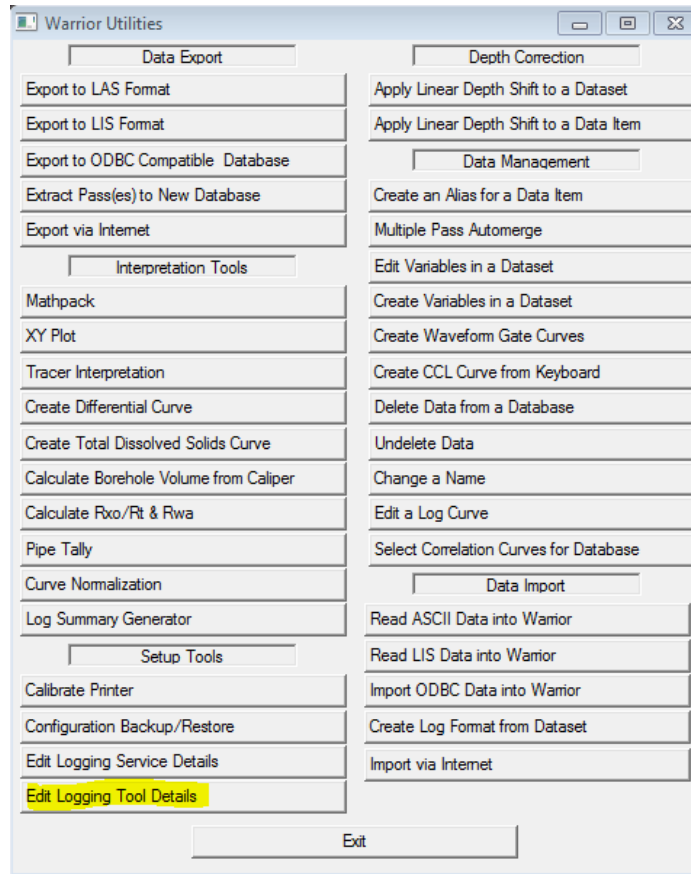 Warrior Utilities
Data Export
Export to LAS Format
Export to LIS Format
Export to ODBC Compatible Database
Extract Pass(es) to New Database
Export via Internet
Interpretation Tools
Mathpack
XY Plot
Tracer Interpretation
Create Differential Curve
Create Total Dissolved Solids Curve
Calculate Borehole Volume from Caliper
Calculate Rxo/Rt & Rwa
Pipe Tally
Curve Normalization
Log Summary Generator
Setup Tools
Calibrate Printer
Configuration Backup/Restore
Edit Logging Service Details
Edit Logging Tool Details
Depth Correction
Apply Linear Depth Shift to a Dataset
Apply Linear Depth Shift to a Data Item
Data Management
Create an Alias for a Data Item
Multiple Pass Automerge
Edit Variables in a Dataset
Create Variables in a Dataset
Create Waveform Gate Curves
Create CCL Curve from Keyboard
Delete Data from a Database
Undelete Data
Change a Name
Edit a Log Curve
Select Correlation Curves for Database
Data Import
Read ASCII Data into Warrior
Read LIS Data into Warrior
Import ODBC Data into Warrior
Create Log Format from Dataset
Import via Internet
Exit